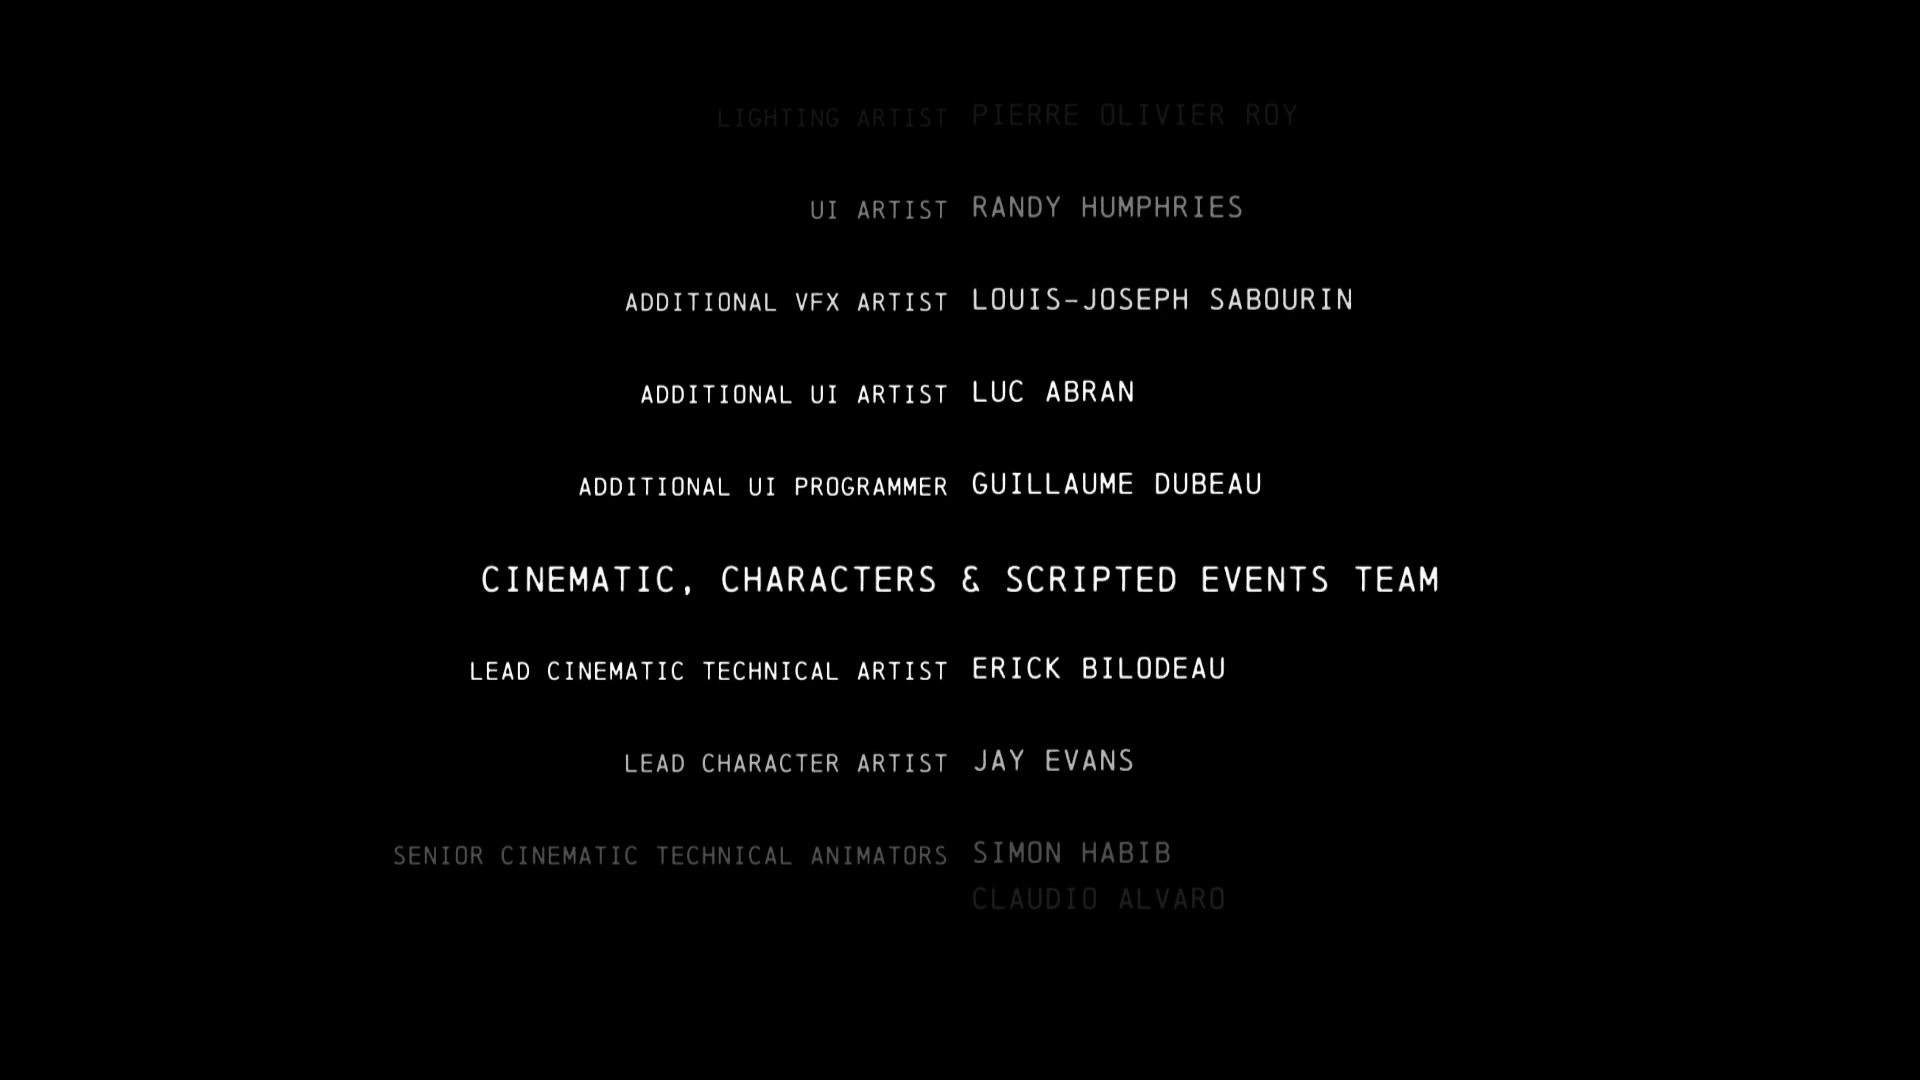 LIGHTING ARTIST PIERRE OLIVIER ROY
UI ARTIST RANDY HUMPHRIES
ADDITIONAL VFX ARTIST LOUIS-JOSEPH SABOURIN
ADDITIONAL UI ARTIST LUC ABRAN
ADDITIONAL UI PROGRAMMER GUILLAUME DUBEAU
CINEMATIC, CHARACTERS & SCRIPTED EVENTS TEAM
LEAD CINEMATIC TECHNICAL ARTIST ERICK BILODEAU
LEAD CHARACTER ARTIST JAY EVANS
SENIOR CINEMATIC TECHNICAL ANIMATORS SIMON HABIB
CLAUDIO ALVARO